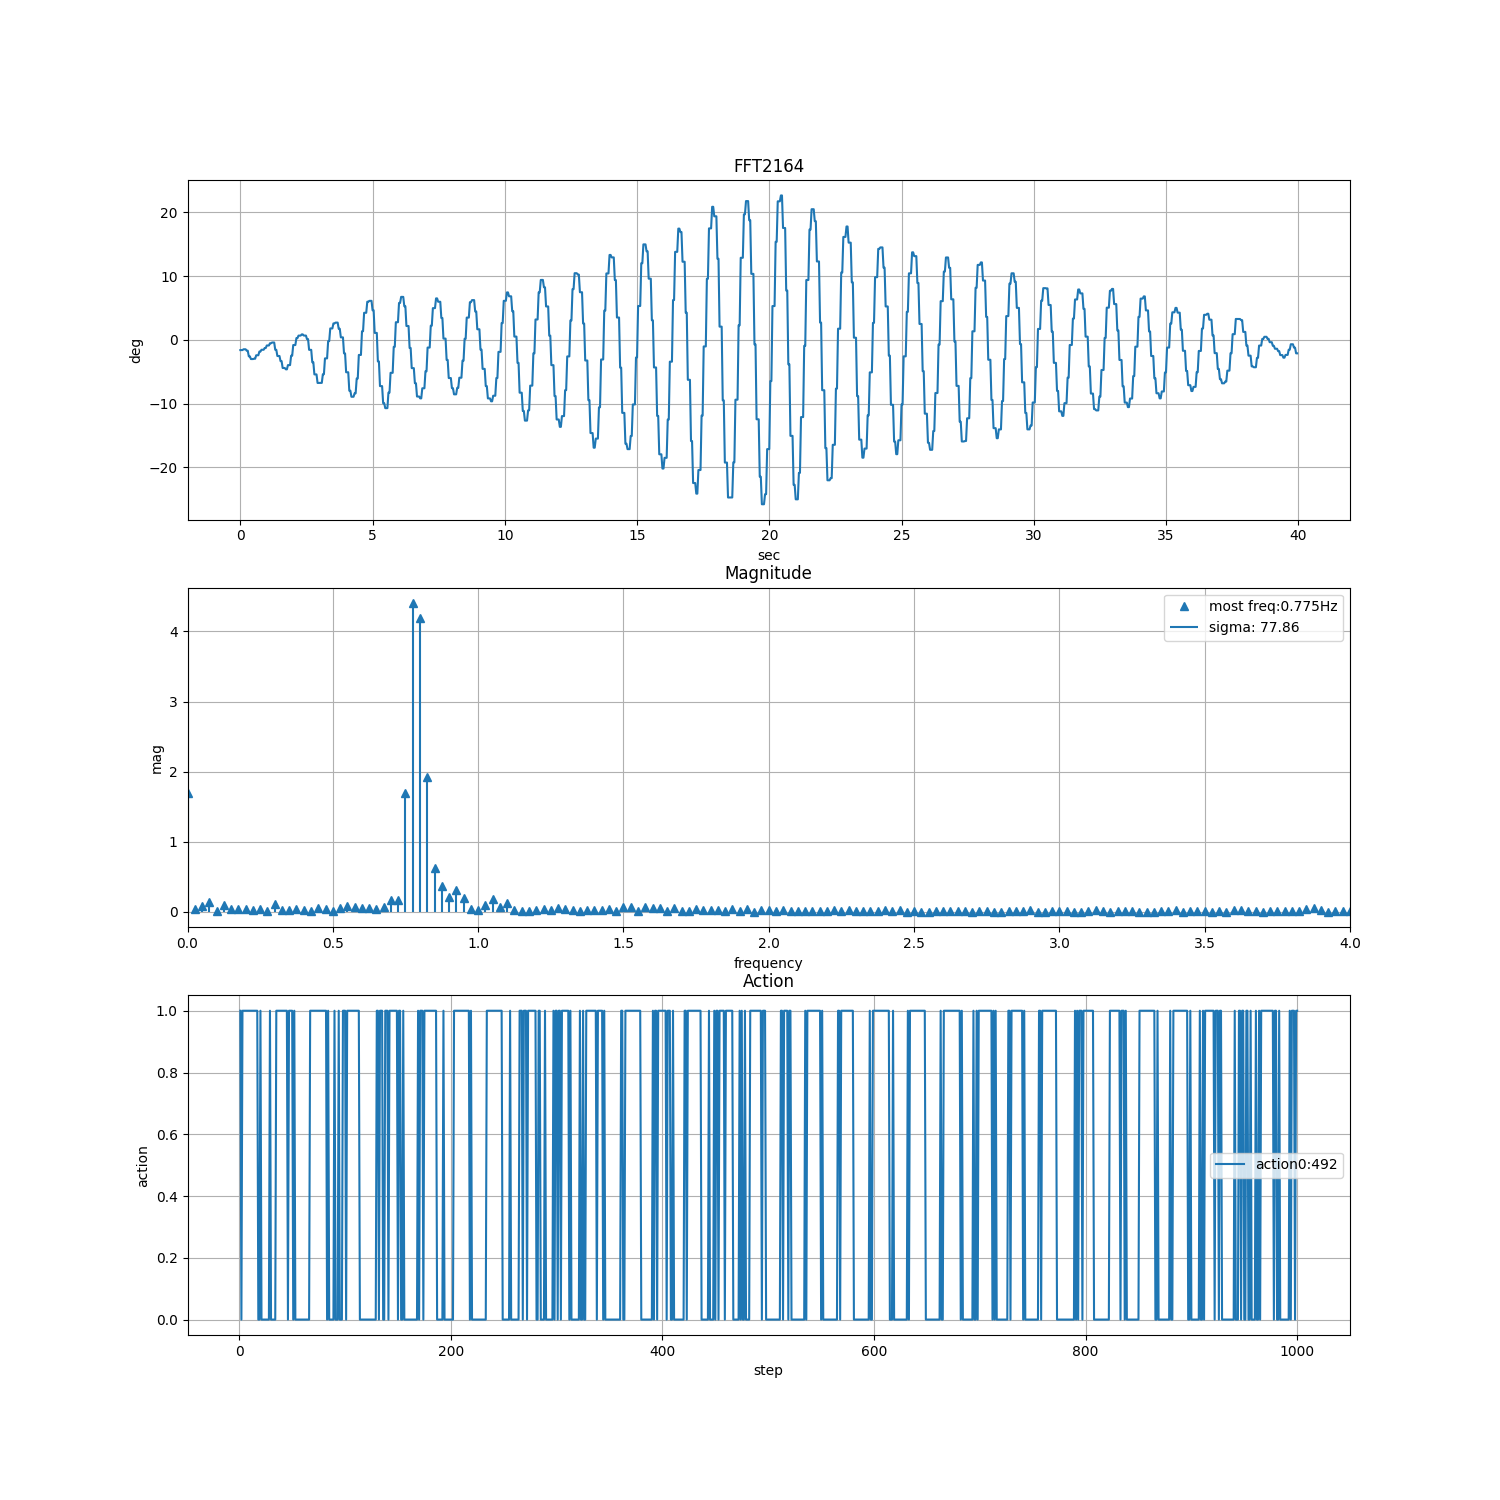 FFT2164
20
10
0
−10
−20
deg
0 5 10 15 20 25 30 35 40
sec
Magnitude
most freq:0.775Hz
sigma: 77.86
4
3
2
1
0
mag
0.0 0.5 1.0 1.5 2.0 2.5 3.0 3.5 4.0
frequency
Action
1.0
0.8
0.6
0.4
0.2
0.0
action
action0:492
0 200 400 600 800 1000
step